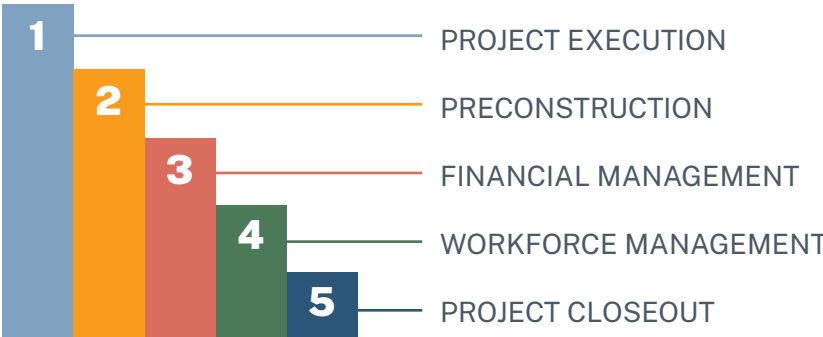 1 PROJECT EXECUTION
2 PRECONSTRUCTION
3 FINANCIAL MANAGEMENT
4 WORKFORCE MANAGEMENT
5 PROJECT CLOSEOUT